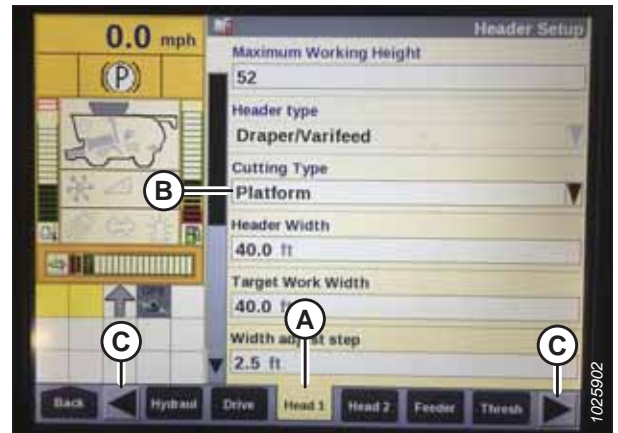 0.0 mph
Header Setup
Maximum Working Height
52
(P)
Header type
Draper/Varifeed
Cutting Type
B
Platform
Header Width
40.0 ft
Target Work Width
40.0 ft
A
Width adjust step
C
C
2.5 ft
Back
Hydraul
Drive
Head 1
Head 2
Feeder
Thresh
1025902